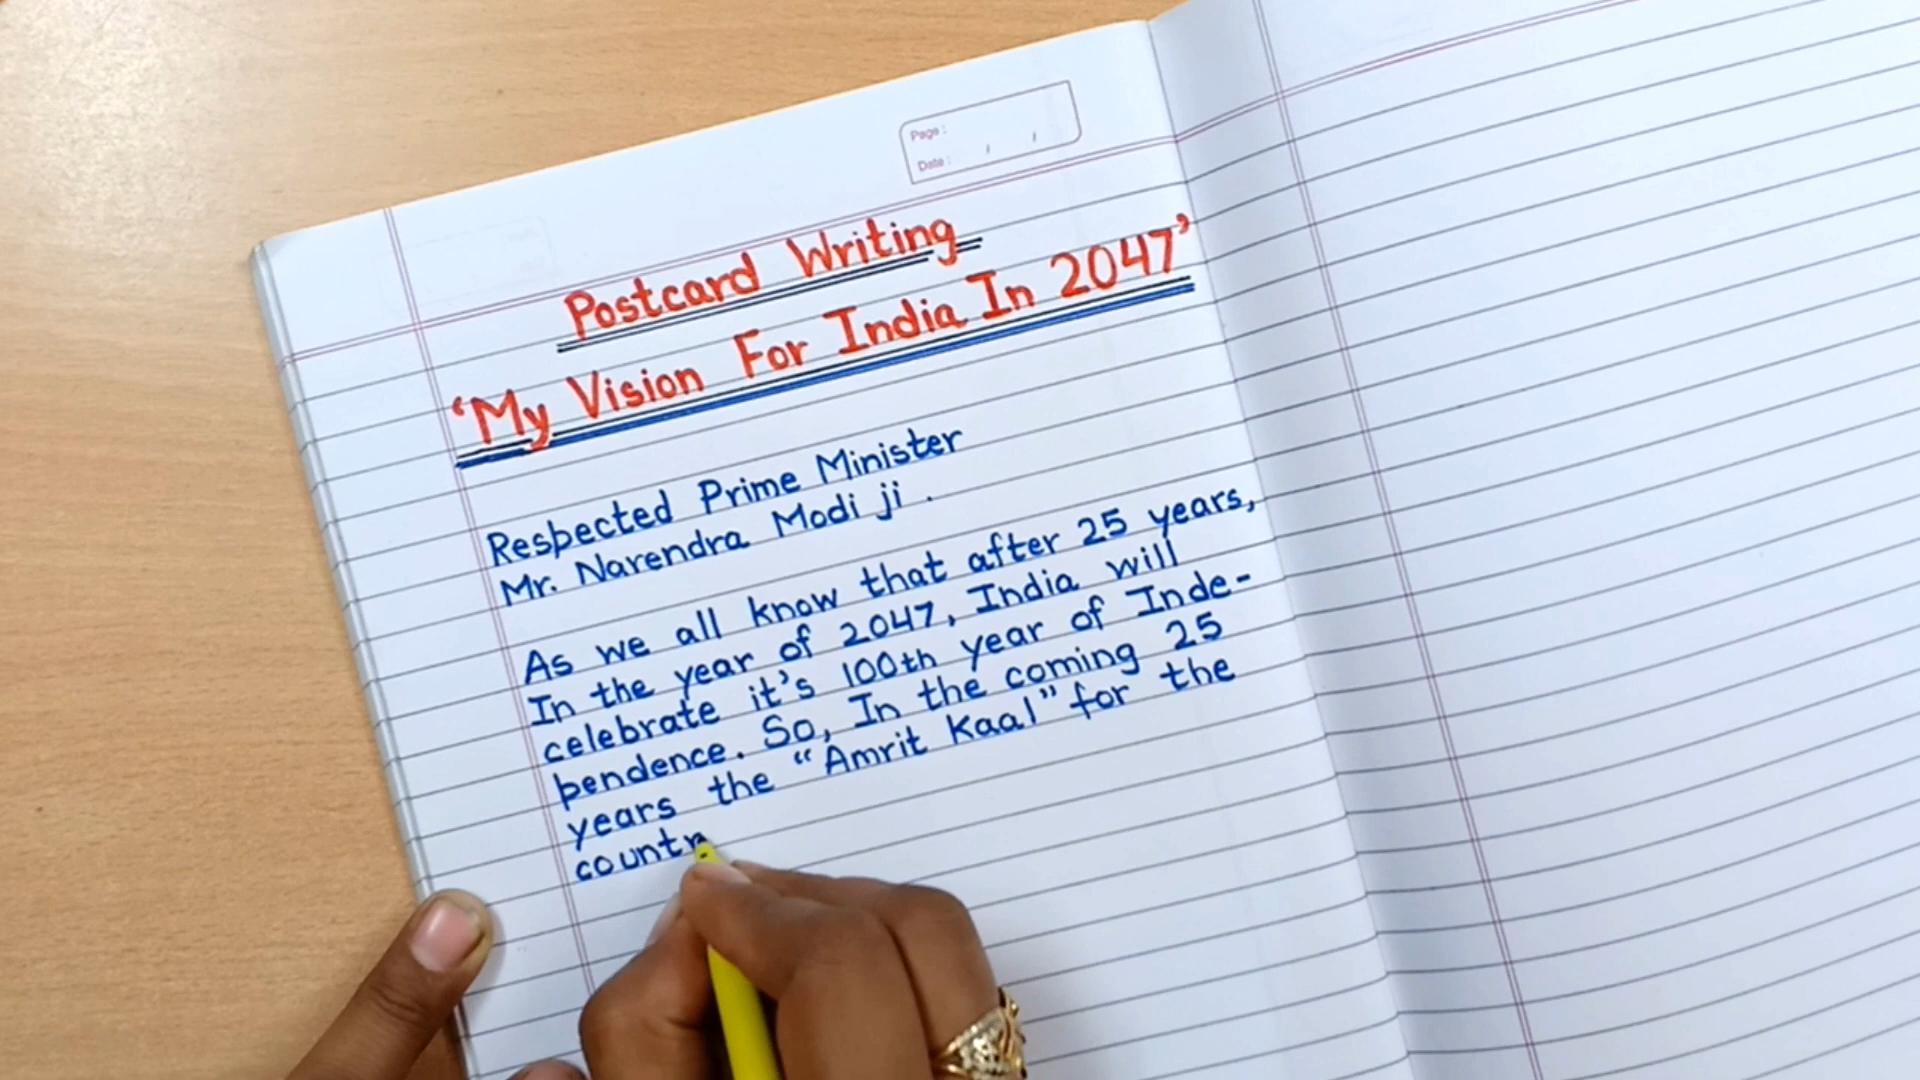 Page :
Date : / /
Postcard Writing
‘My Vision For India In 2047’
Respected Prime Minister
Mr. Narendra Modi ji .
As we all know that after 25 years,
In the year of 2047, India will
celebrate it's 100th year of Inde-
pendence. So, In the coming 25
years the “Amrit Kaal” for the
countr